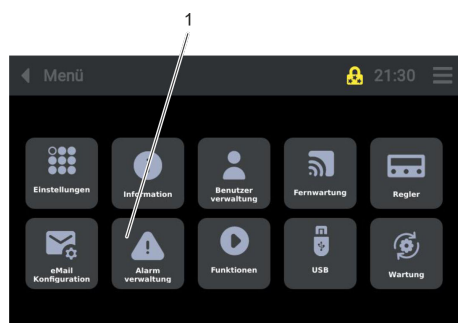 1
Menü
21:30
Einstellungen
Information
Benutzer
verwaltung
Fernwartung
Regler
eMail
Konfiguration
Alarm
verwaltung
Funktionen
USB
Wartung